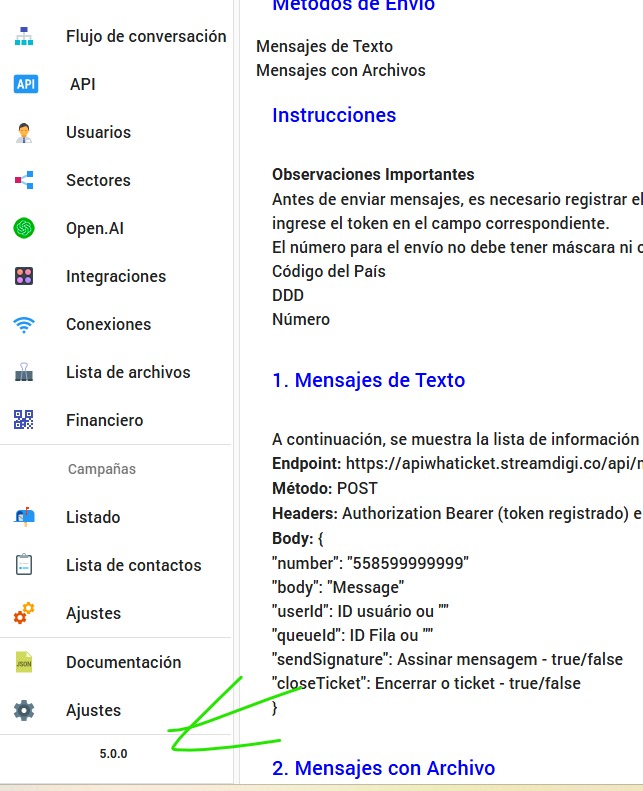 Flujo de conversación
API
API
Usuarios
Sectores
Open.AI
Integraciones
Conexiones
Lista de archivos
Financiero
Campañas
Listado
Lista de contactos
Ajustes
JSON
Documentación
Ajustes
5.0.0
Métodos de Envío
Mensajes de Texto
Mensajes con Archivos
Instrucciones
Observaciones Importantes
Antes de enviar mensajes, es necesario registrar el
ingrese el token en el campo correspondiente.
El número para el envío no debe tener máscara ni
Código del País
DDD
Número
1. Mensajes de Texto
A continuación, se muestra la lista de información
Endpoint: https://apiwhaticket.streamdigi.co/api/
Método: POST
Headers: Authorization Bearer (token registrado) e
Body: {
"number": "558599999999"
"body": "Message"
"userId": ID usuário ou ""
"queueId": ID Fila ou ""
"sendSignature": Assinar mensagem - true/false
"closeTicket": Encerrar o ticket - true/false
}
2. Mensajes con Archivo